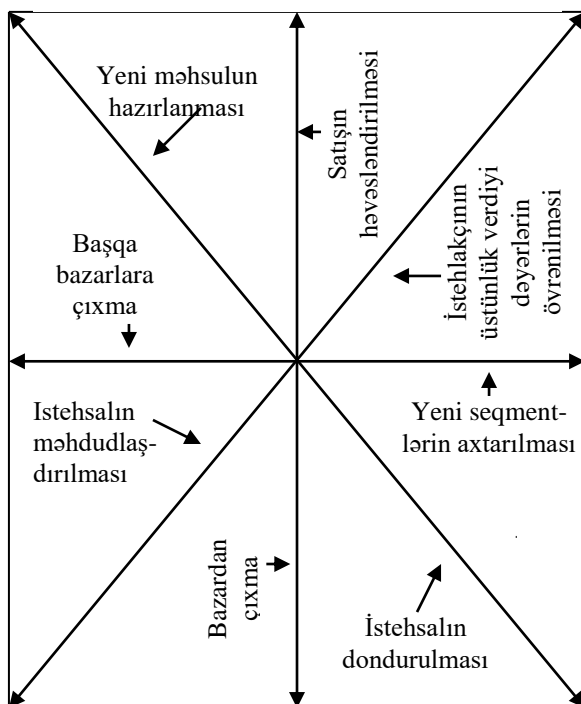 Yeni məhsulun
hazırlanması
Satışın
həvəsləndirilməsi
İstehlakçının
üstünlük verdiyi
dəyərlərin
övrənilməsi
Başqa
bazarlara
çıxma
Istehsalın
məhdudlaş-
dırılması
Yeni seqment-
lərin axtarılması
Bazardan
çıxma
İstehsalın
dondurulması